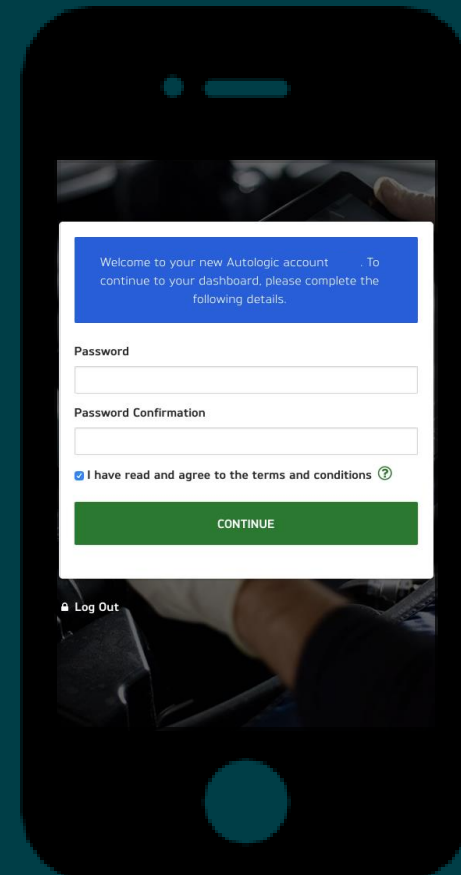 Welcome to your new Autologic account . To
continue to your dashboard, please complete the
following details.
Password
Password Confirmation
I have read and agree to the terms and conditions ?
CONTINUE
Log Out